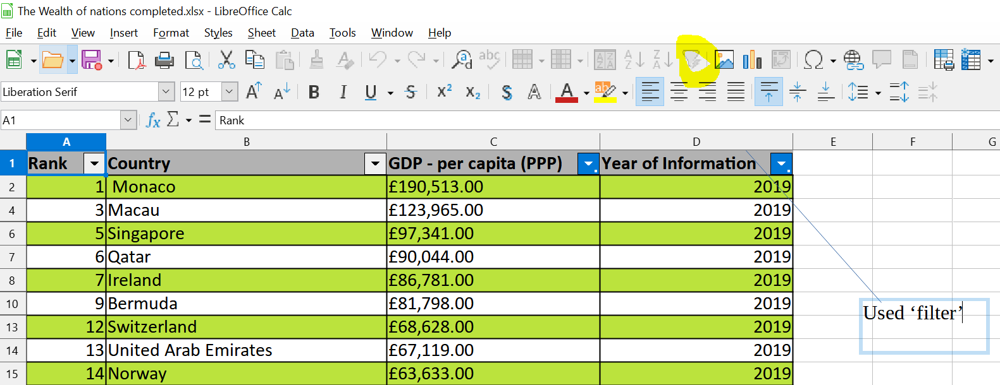 The Wealth of nations completed.xlsx - LibreOffice Calc
File Edit View Insert Format Styles Sheet Data Tools Window Help
Liberation Serif 12 pt
A1 Rank
A B C D E F G
1 Rank Country GDP - per capita (PPP) Year of Information
2 1 Monaco £190,513.00 2019
4 3 Macau £123,965.00 2019
6 5 Singapore £97,341.00 2019
7 6 Qatar £90,044.00 2019
8 7 Ireland £86,781.00 2019
10 9 Bermuda £81,798.00 2019
Used ‘filter’
13 12 Switzerland £68,628.00 2019
14 13 United Arab Emirates £67,119.00 2019
15 14 Norway £63,633.00 2019